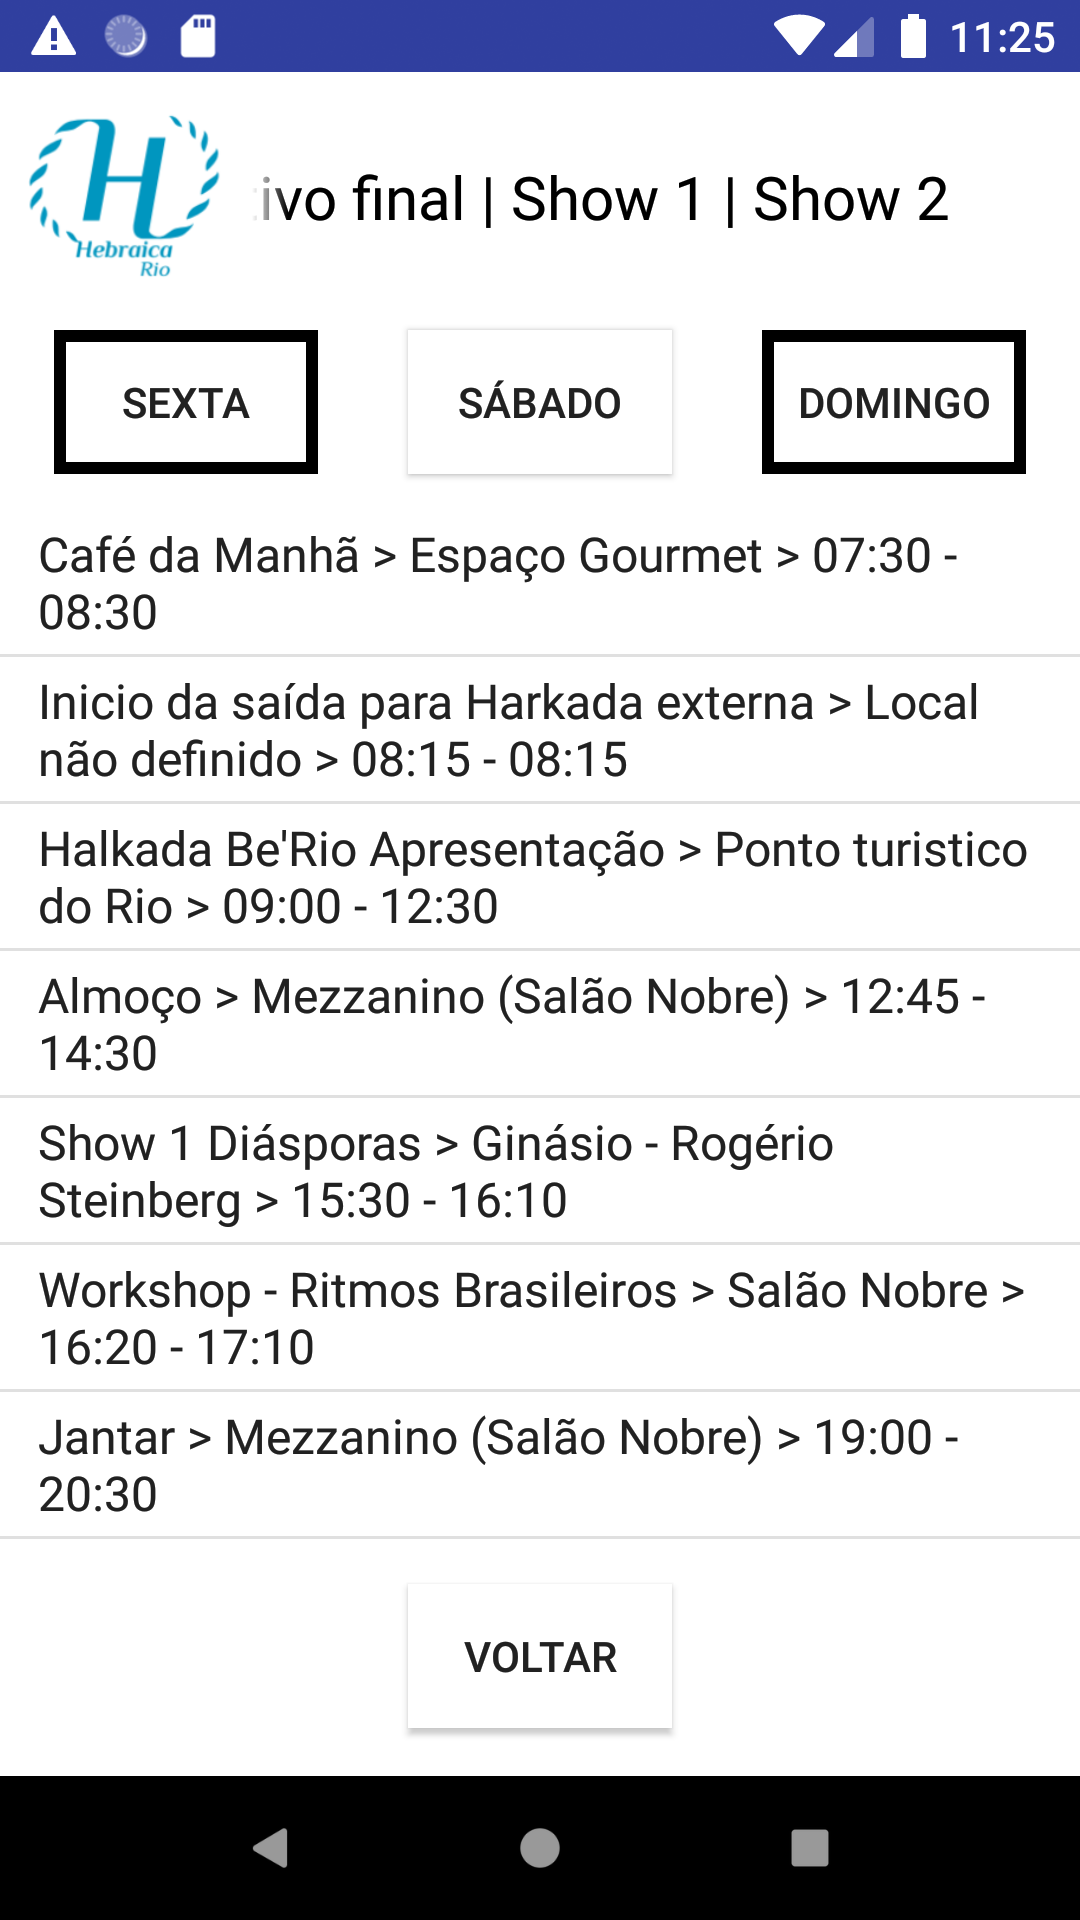 11:25
Hebraica
Rio
ivo final | Show 1 | Show 2
SEXTA
SÁBADO
DOMINGO
Café da Manhã > Espaço Gourmet > 07:30 -
08:30
Inicio da saída para Harkada externa > Local
não definido > 08:15 - 08:15
Halkada Be'Rio Apresentação > Ponto turistico
do Rio > 09:00 - 12:30
Almoço > Mezzanino (Salão Nobre) > 12:45 -
14:30
Show 1 Diásporas > Ginásio - Rogério
Steinberg > 15:30 - 16:10
Workshop - Ritmos Brasileiros > Salão Nobre >
16:20 - 17:10
Jantar > Mezzanino (Salão Nobre) > 19:00 -
20:30
VOLTAR